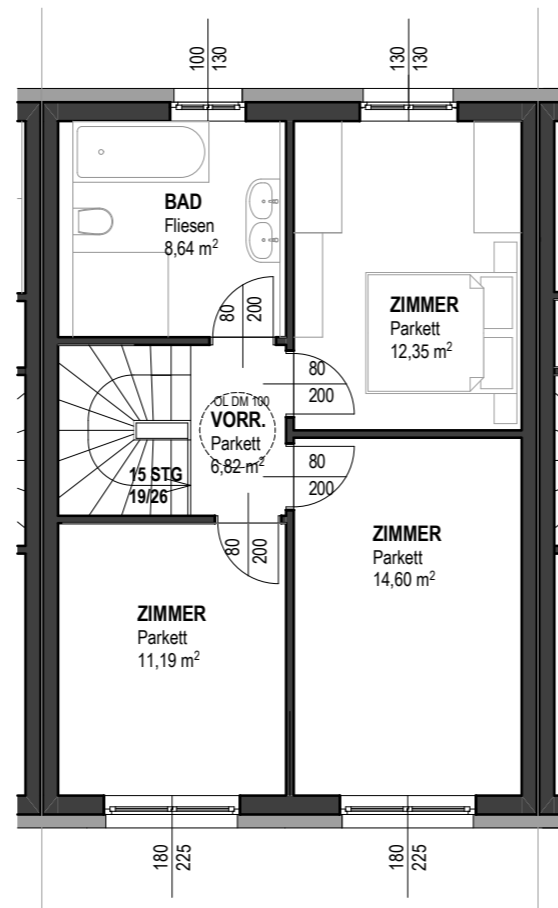 100
130
130
130
BAD
Fliesen
8,64 m²
80
200
ZIMMER
Parkett
12,35 m²
80
200
OL DM 100
VORR.
Parkett
6,82 m²
80
200
15 STG
19/26
80
200
ZIMMER
Parkett
14,60 m²
ZIMMER
Parkett
11,19 m²
180
225
180
225